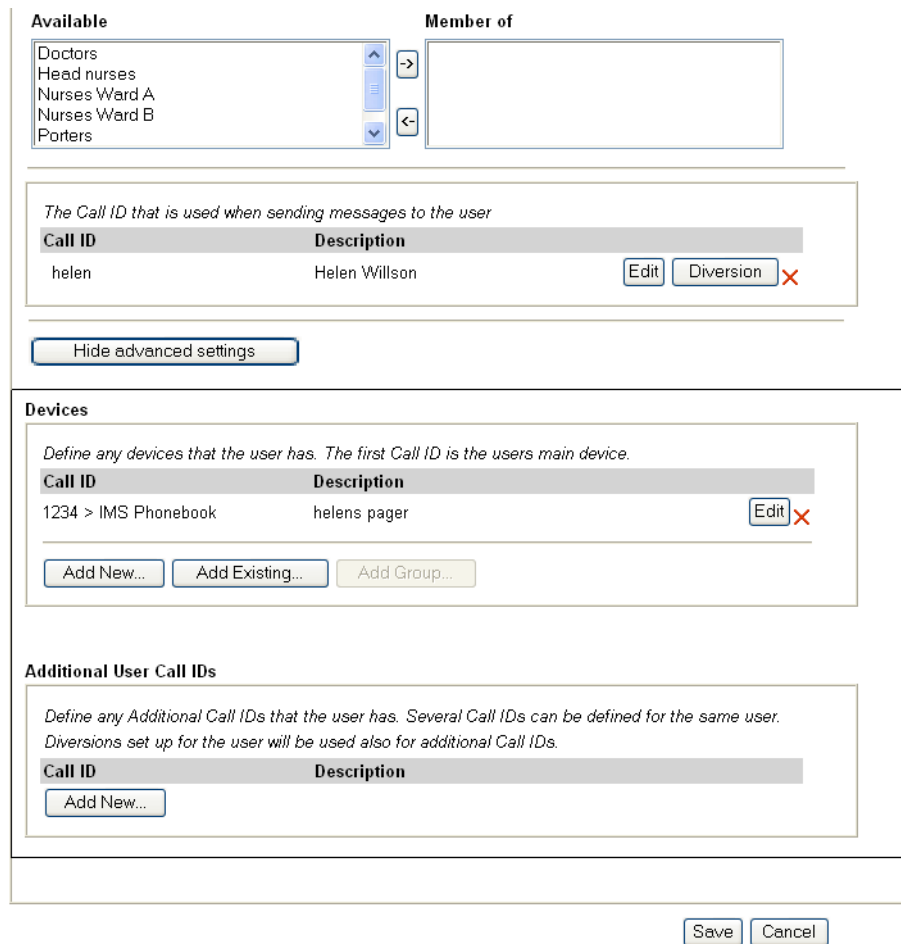 Available Member of
Doctors
Head nurses
Nurses Ward A
Nurses Ward B
Porters
->
<-
The Call ID that is used when sending messages to the user
Call ID Description
helen Helen Willson Edit Diversion
Hide advanced settings
Devices
Define any devices that the user has. The first Call ID is the users main device.
Call ID Description
1234 > IMS Phonebook helens pager Edit
Add New... Add Existing... Add Group...
Additional User Call IDs
Define any Additional Call IDs that the user has. Several Call IDs can be defined for the same user.
Diversions set up for the user will be used also for additional Call IDs.
Call ID Description
Add New...
Save Cancel